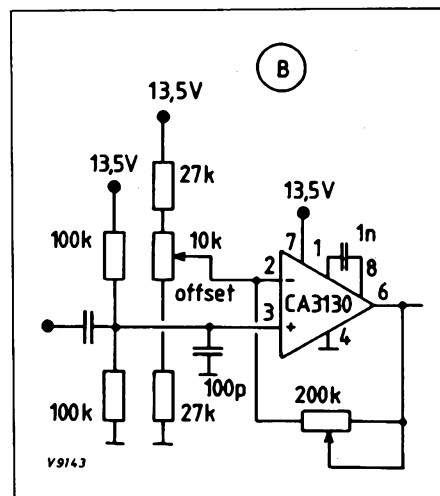 B
13,5V
13,5V
27k
13,5V
100k
10k
7
1
1n
8
2
offset
CA3130
6
3
4
100p
200k
100k
27k
V9143